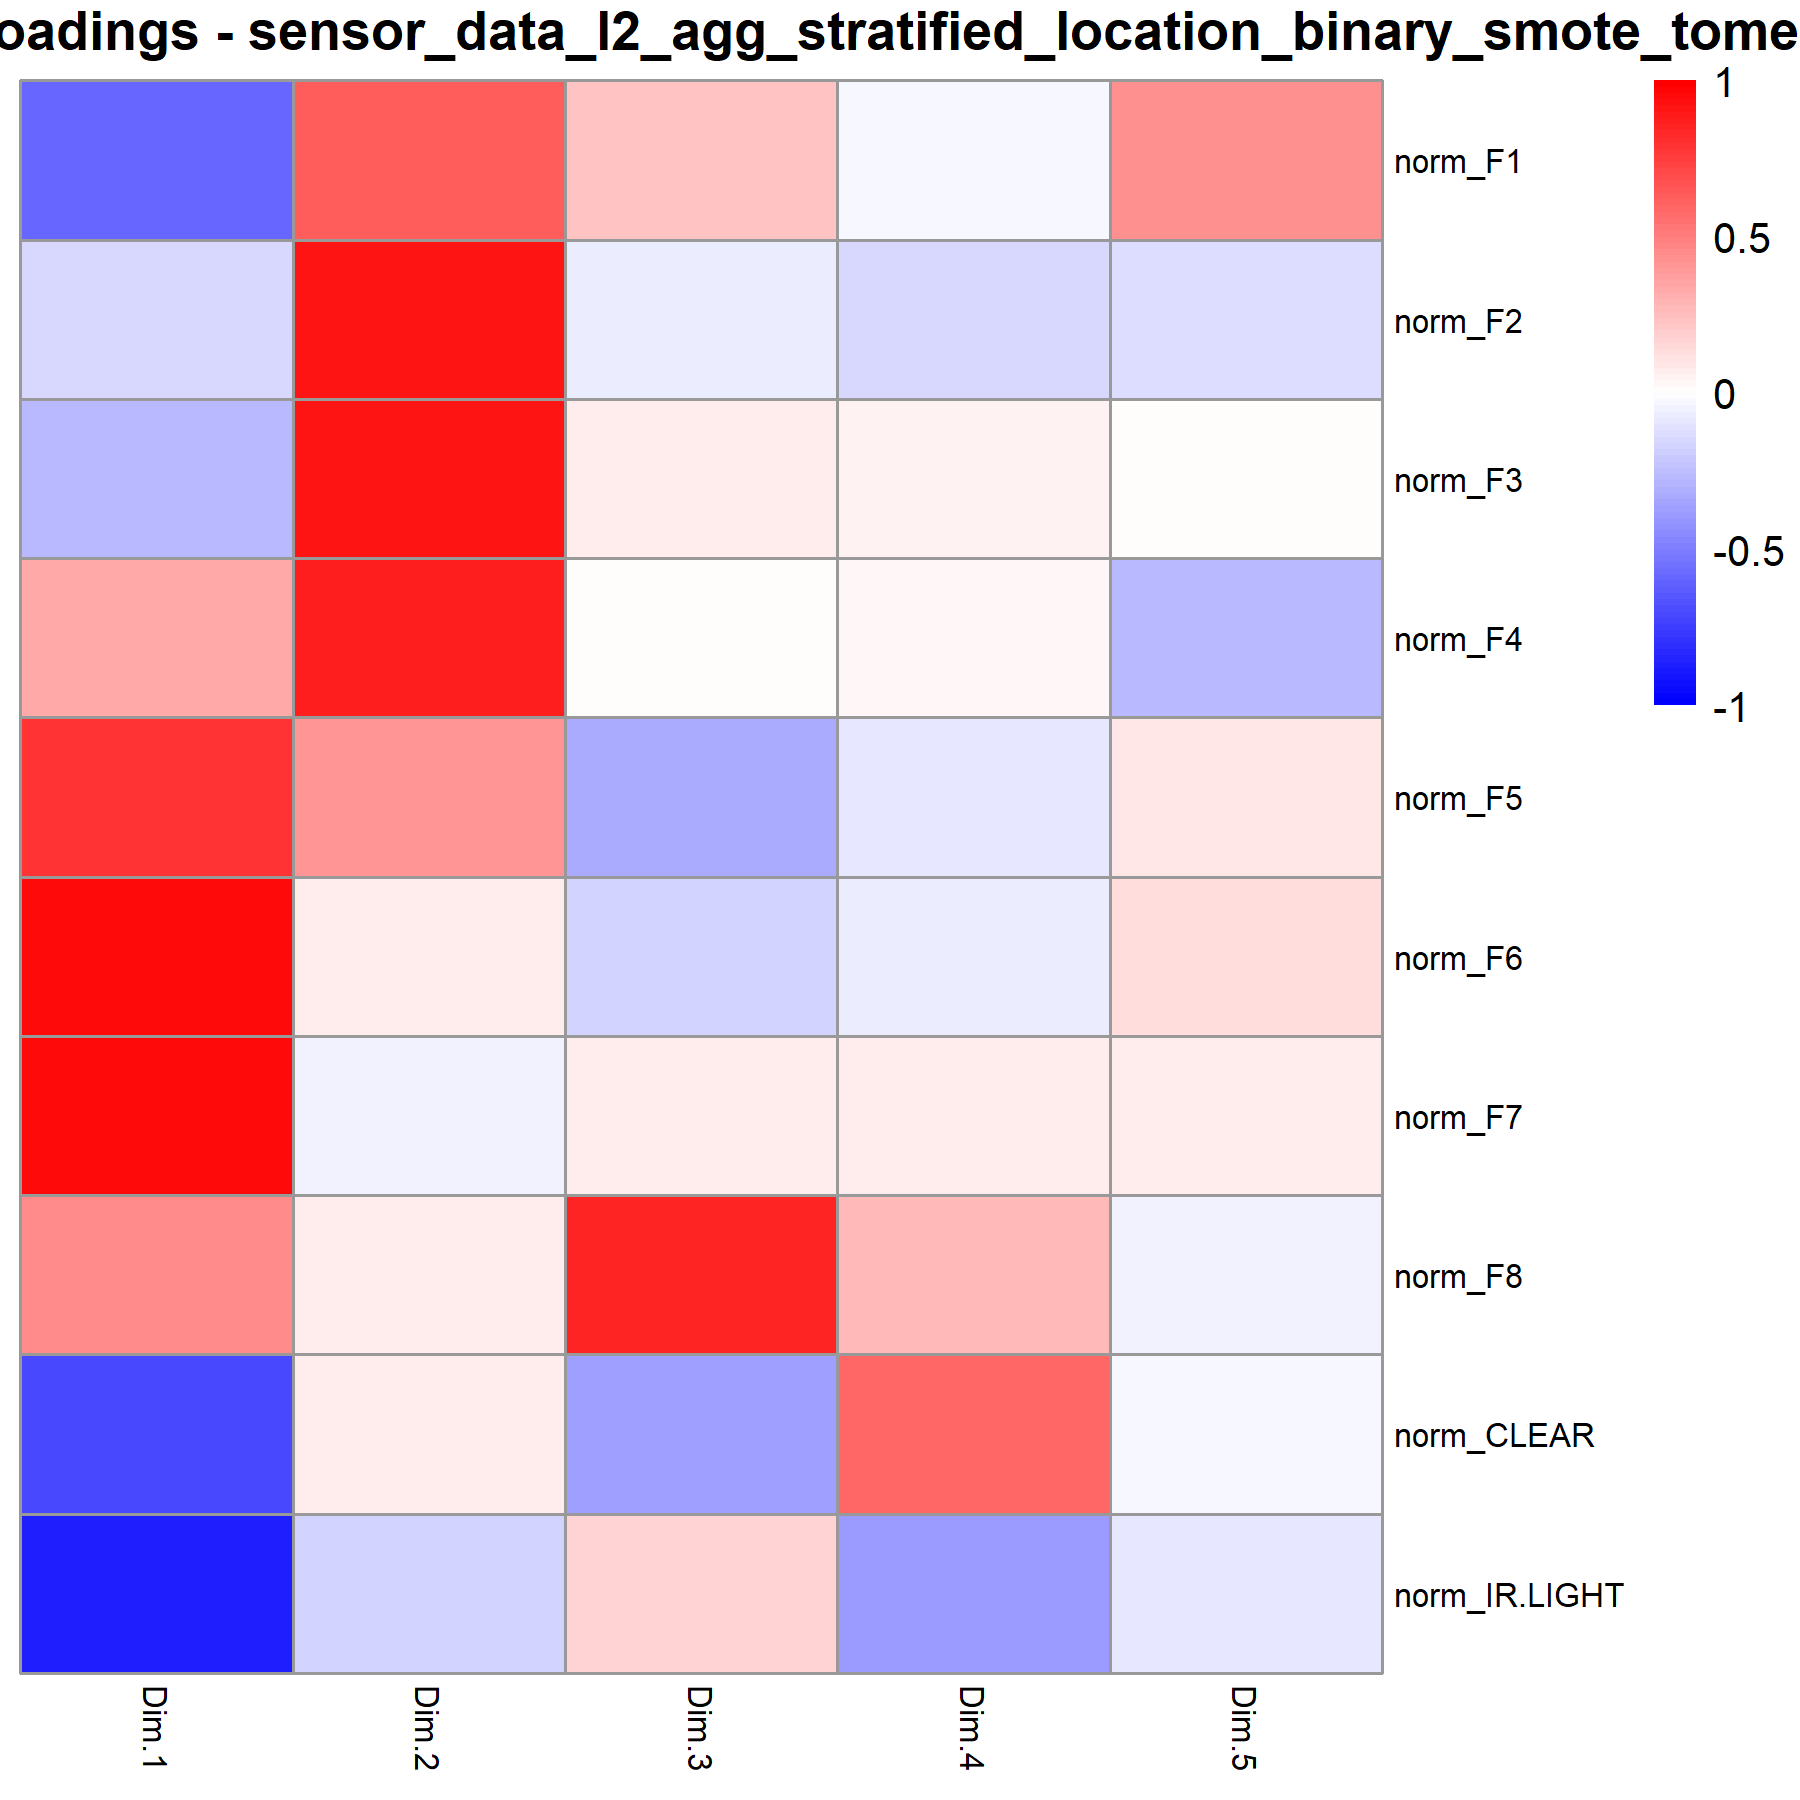 oadings - sensor_data_l2_agg_stratified_location_binary_smote_tome
1
norm_F1
0.5
norm_F2
0
norm_F3
-0.5
norm_F4
-1
norm_F5
norm_F6
norm_F7
norm_F8
norm_CLEAR
norm_IR.LIGHT
Dim.1
Dim.2
Dim.3
Dim.4
Dim.5